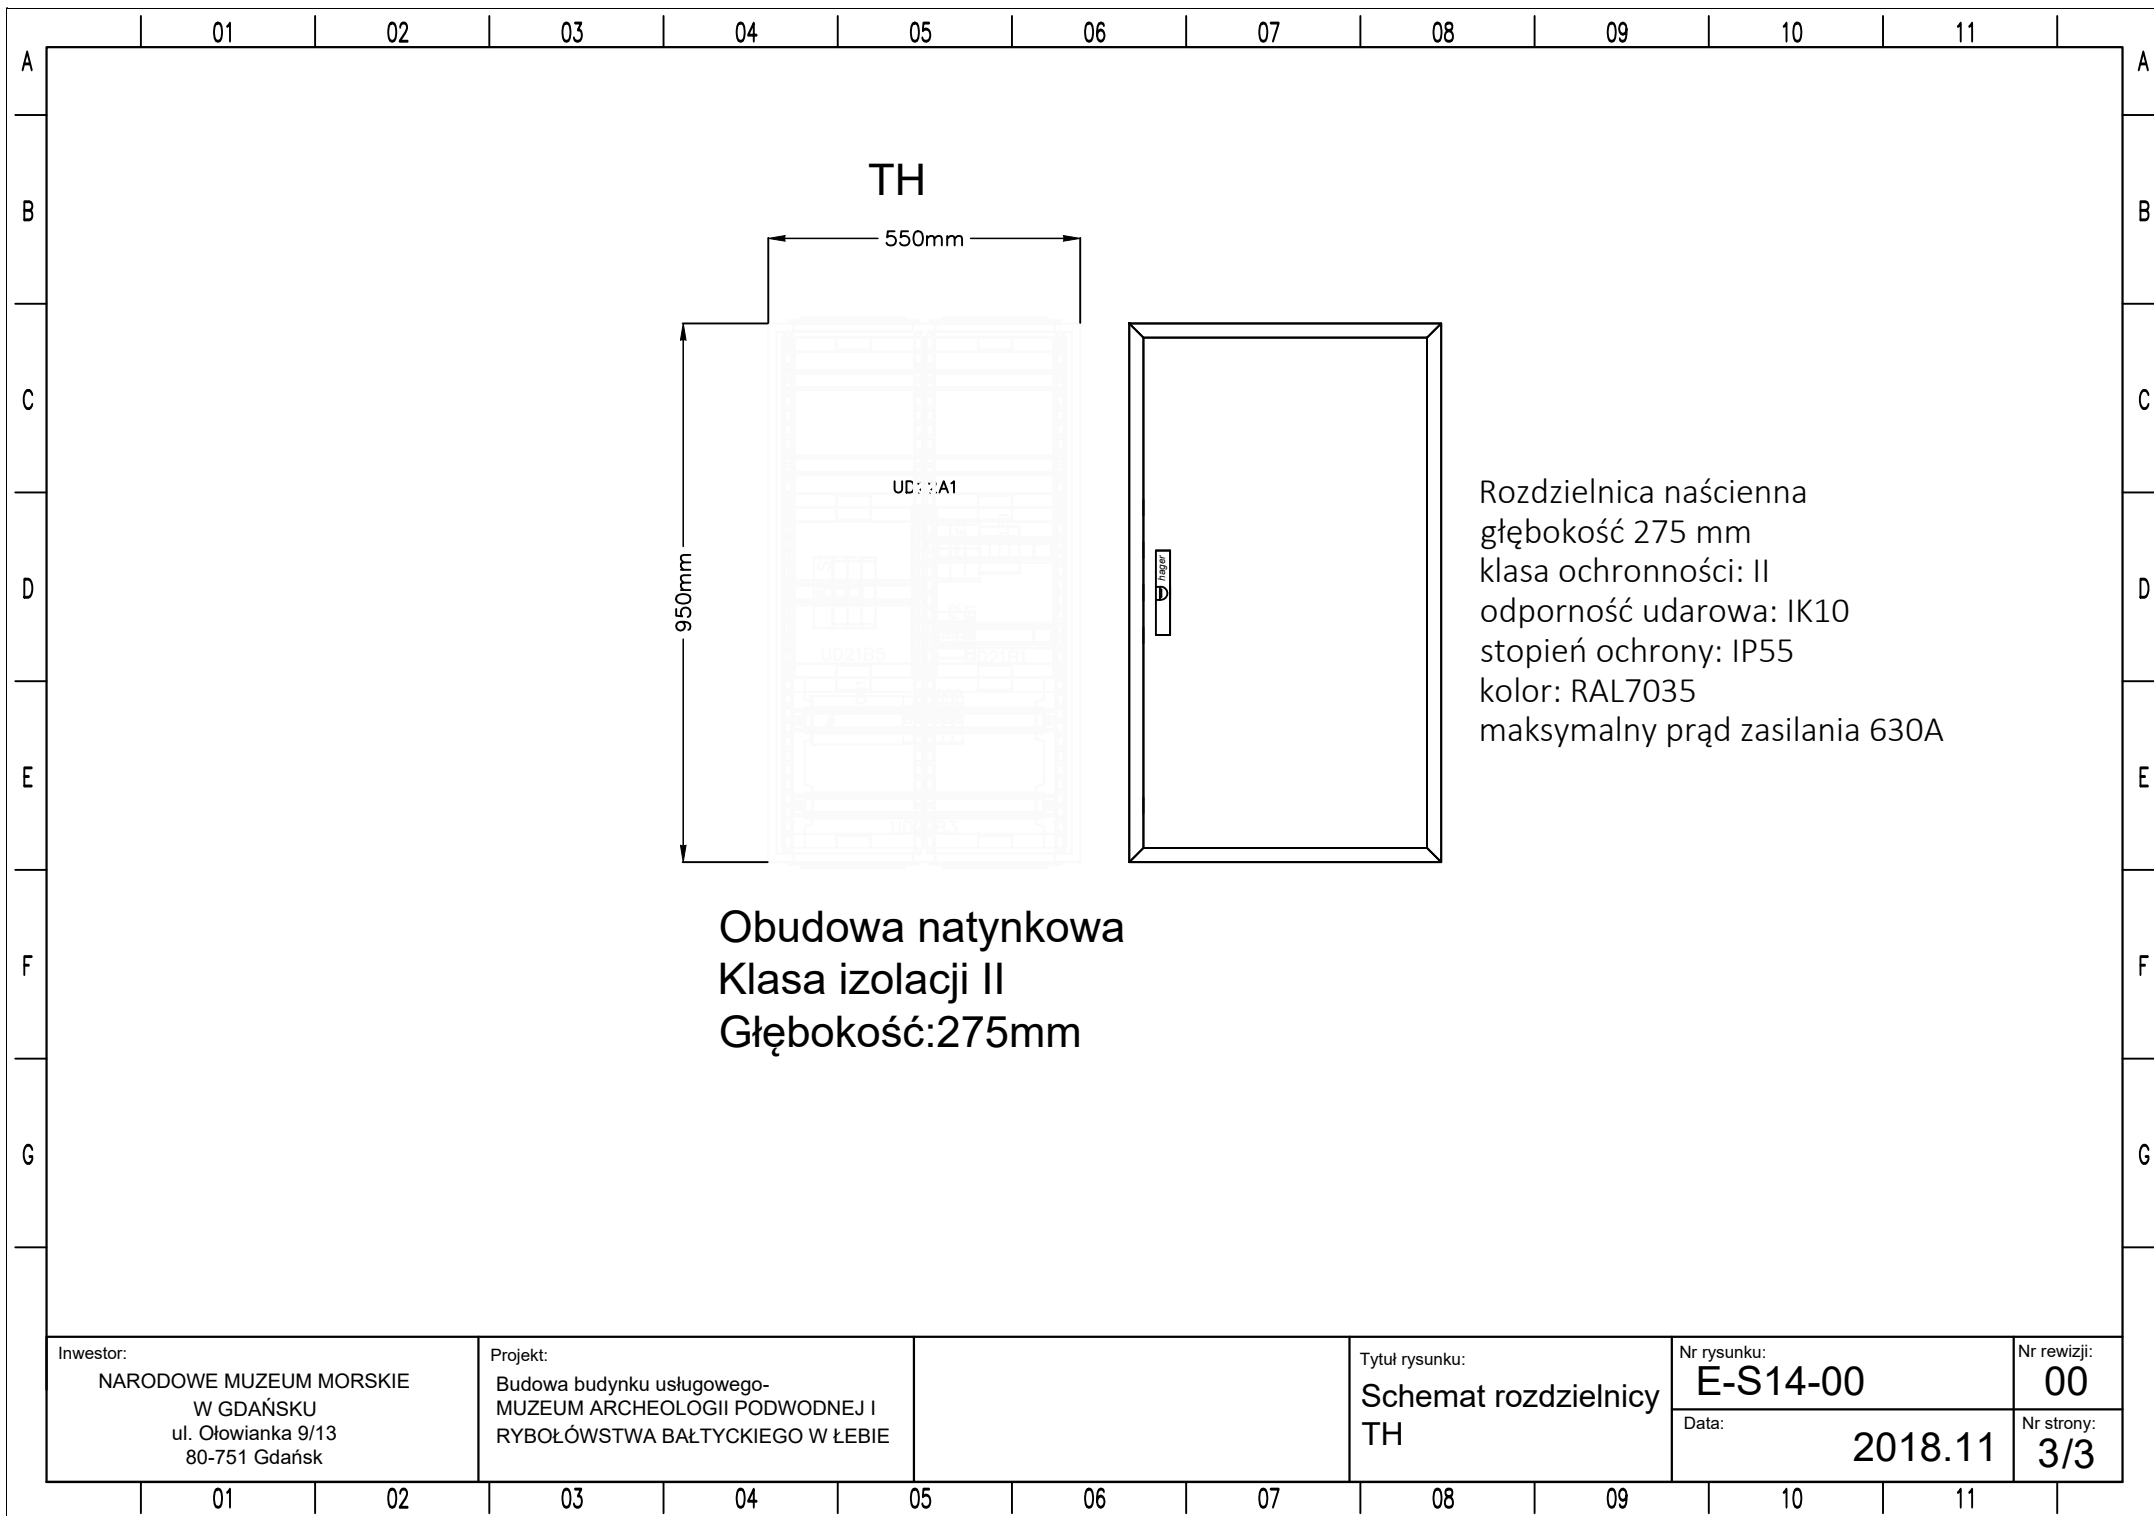 01 02 03 04 05 06 07 08 09 10 11
A A
B B
C C
D D
E E
F F
G G
TH
550mm
950mm
UD21B5
hager
Rozdzielnica naścienna
głębokość 275 mm
klasa ochronności: II
odporność udarowa: IK10
stopień ochrony: IP55
kolor: RAL7035
maksymalny prąd zasilania 630A
Obudowa natynkowa
Klasa izolacji II
Głębokość:275mm
Inwestor:
NARODOWE MUZEUM MORSKIE
W GDAŃSKU
ul. Ołowianka 9/13
80-751 Gdańsk
Projekt:
Budowa budynku usługowego-
MUZEUM ARCHEOLOGII PODWODNEJ I
RYBOŁÓWSTWA BAŁTYCKIEGO W ŁEBIE
Tytuł rysunku:
Schemat rozdzielnicy
TH
Nr rysunku:
E-S14-00
Data:
2018.11
Nr rewizji:
00
Nr strony:
3/3
01 02 03 04 05 06 07 08 09 10 11